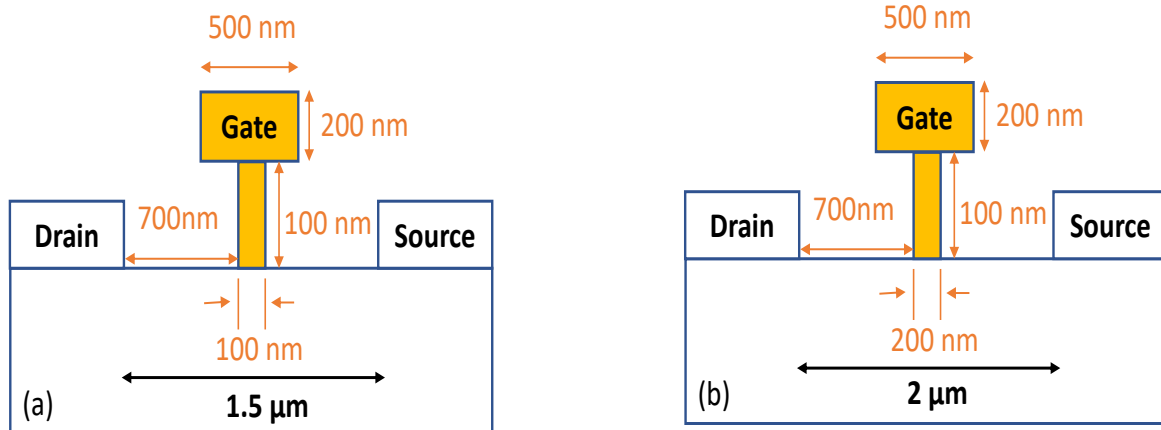 500 nm
Gate
200 nm
700nm
100 nm
Drain
Source
100 nm
1.5 µm
(a)
500 nm
Gate
200 nm
700nm
100 nm
Drain
Source
200 nm
2 µm
(b)